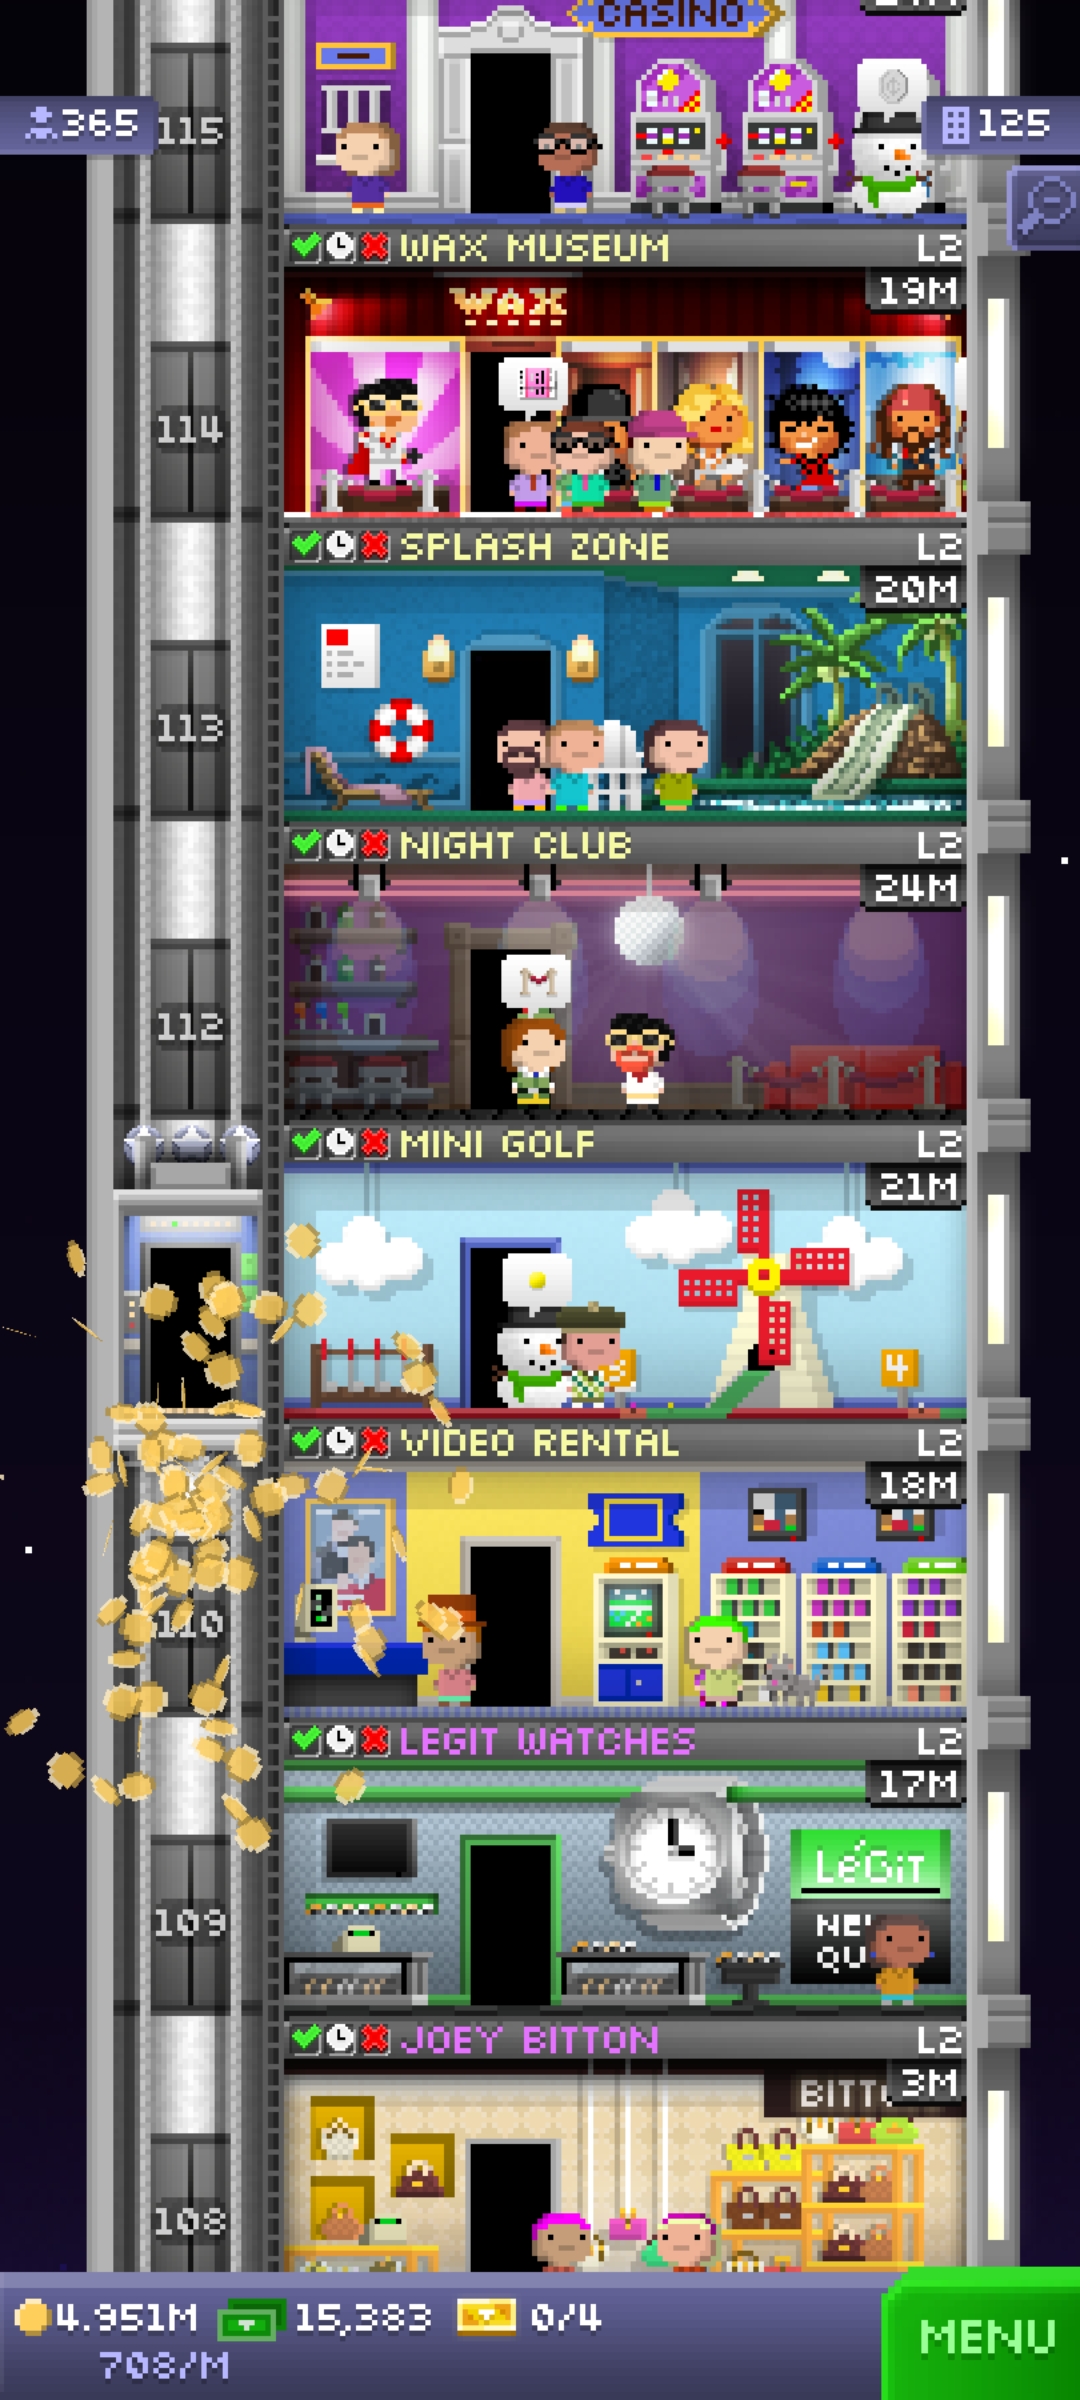 CASINO
365
115
125
WAX MUSEUM L2
19M
WAX
114
SPLASH ZONE L2
20M
113
NIGHT CLUB L2
24M
M
112
MINI GOLF L2
21M
4
VIDEO RENTAL L2
18M
110
LEGIT WATCHES L2
17M
LéGiT
109
NE
QU
JOEY BITTON L2
3M
BITT
108
4.951M 15,383 0/4
708/M
MENU